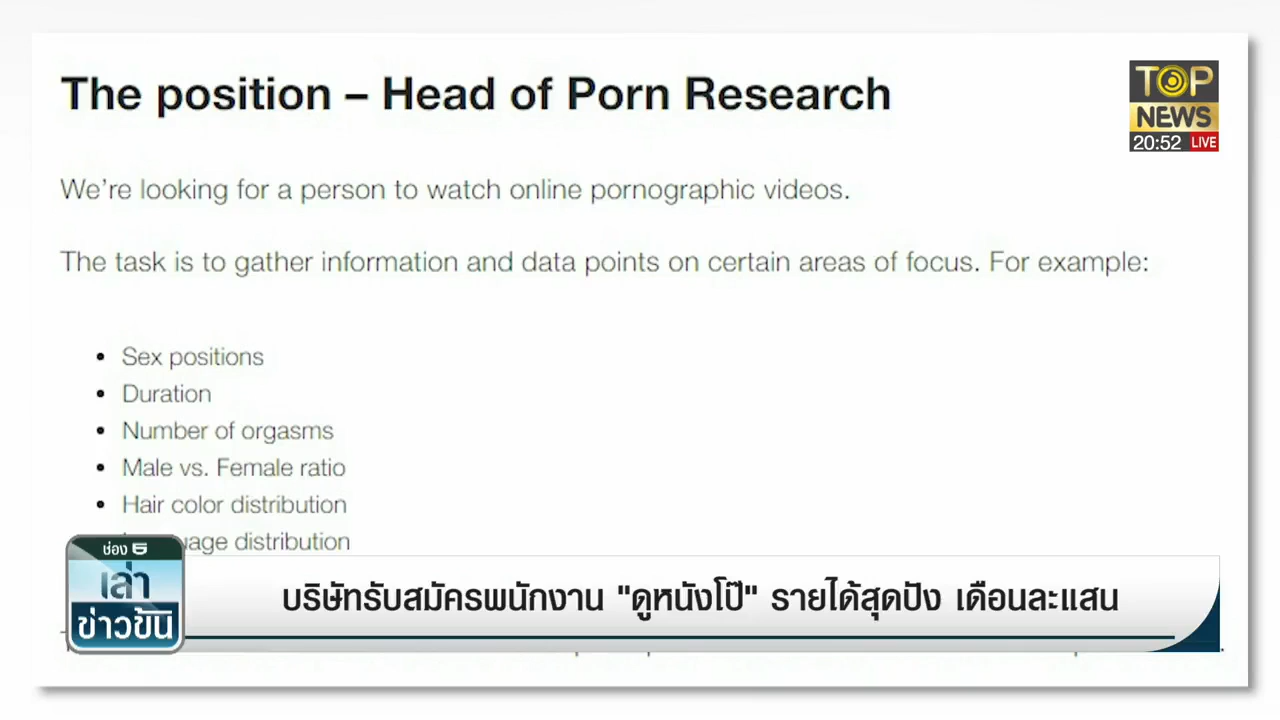 The position – Head of Porn Research
TOP
NEWS
20:52 LIVE
We're looking for a person to watch online pornographic videos.
The task is to gather information and data points on certain areas of focus. For example:
• Sex positions
• Duration
• Number of orgasms
• Male vs. Female ratio
• Hair color distribution
distribution
ช่อง 5
เล่า
ข่าวข้น
บริษัทรับสมัครพนักงาน "ดูหนังโป๊" รายได้สุดปัง เดือนละแสน